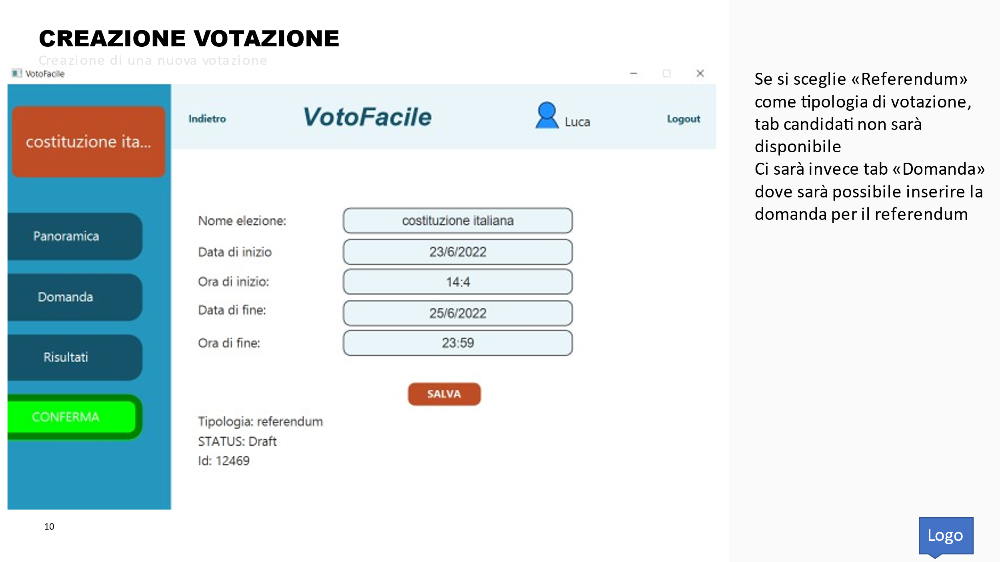 CREAZIONE VOTAZIONE
Creazione di una nuova votazione
VotoFacile
costituzione ita...
Indietro
VotoFacile
Luca
Logout
Panoramica
Domanda
Risultati
CONFERMA
Nome elezione:
costituzione italiana
Data di inizio
23/6/2022
Ora di inizio:
14:4
Data di fine:
25/6/2022
Ora di fine:
23:59
SALVA
Tipologia: referendum
STATUS: Draft
Id: 12469
Se si sceglie «Referendum»
come tipologia di votazione,
tab candidati non sarà
disponibile
Ci sarà invece tab «Domanda»
dove sarà possibile inserire la
domanda per il referendum
10
Logo